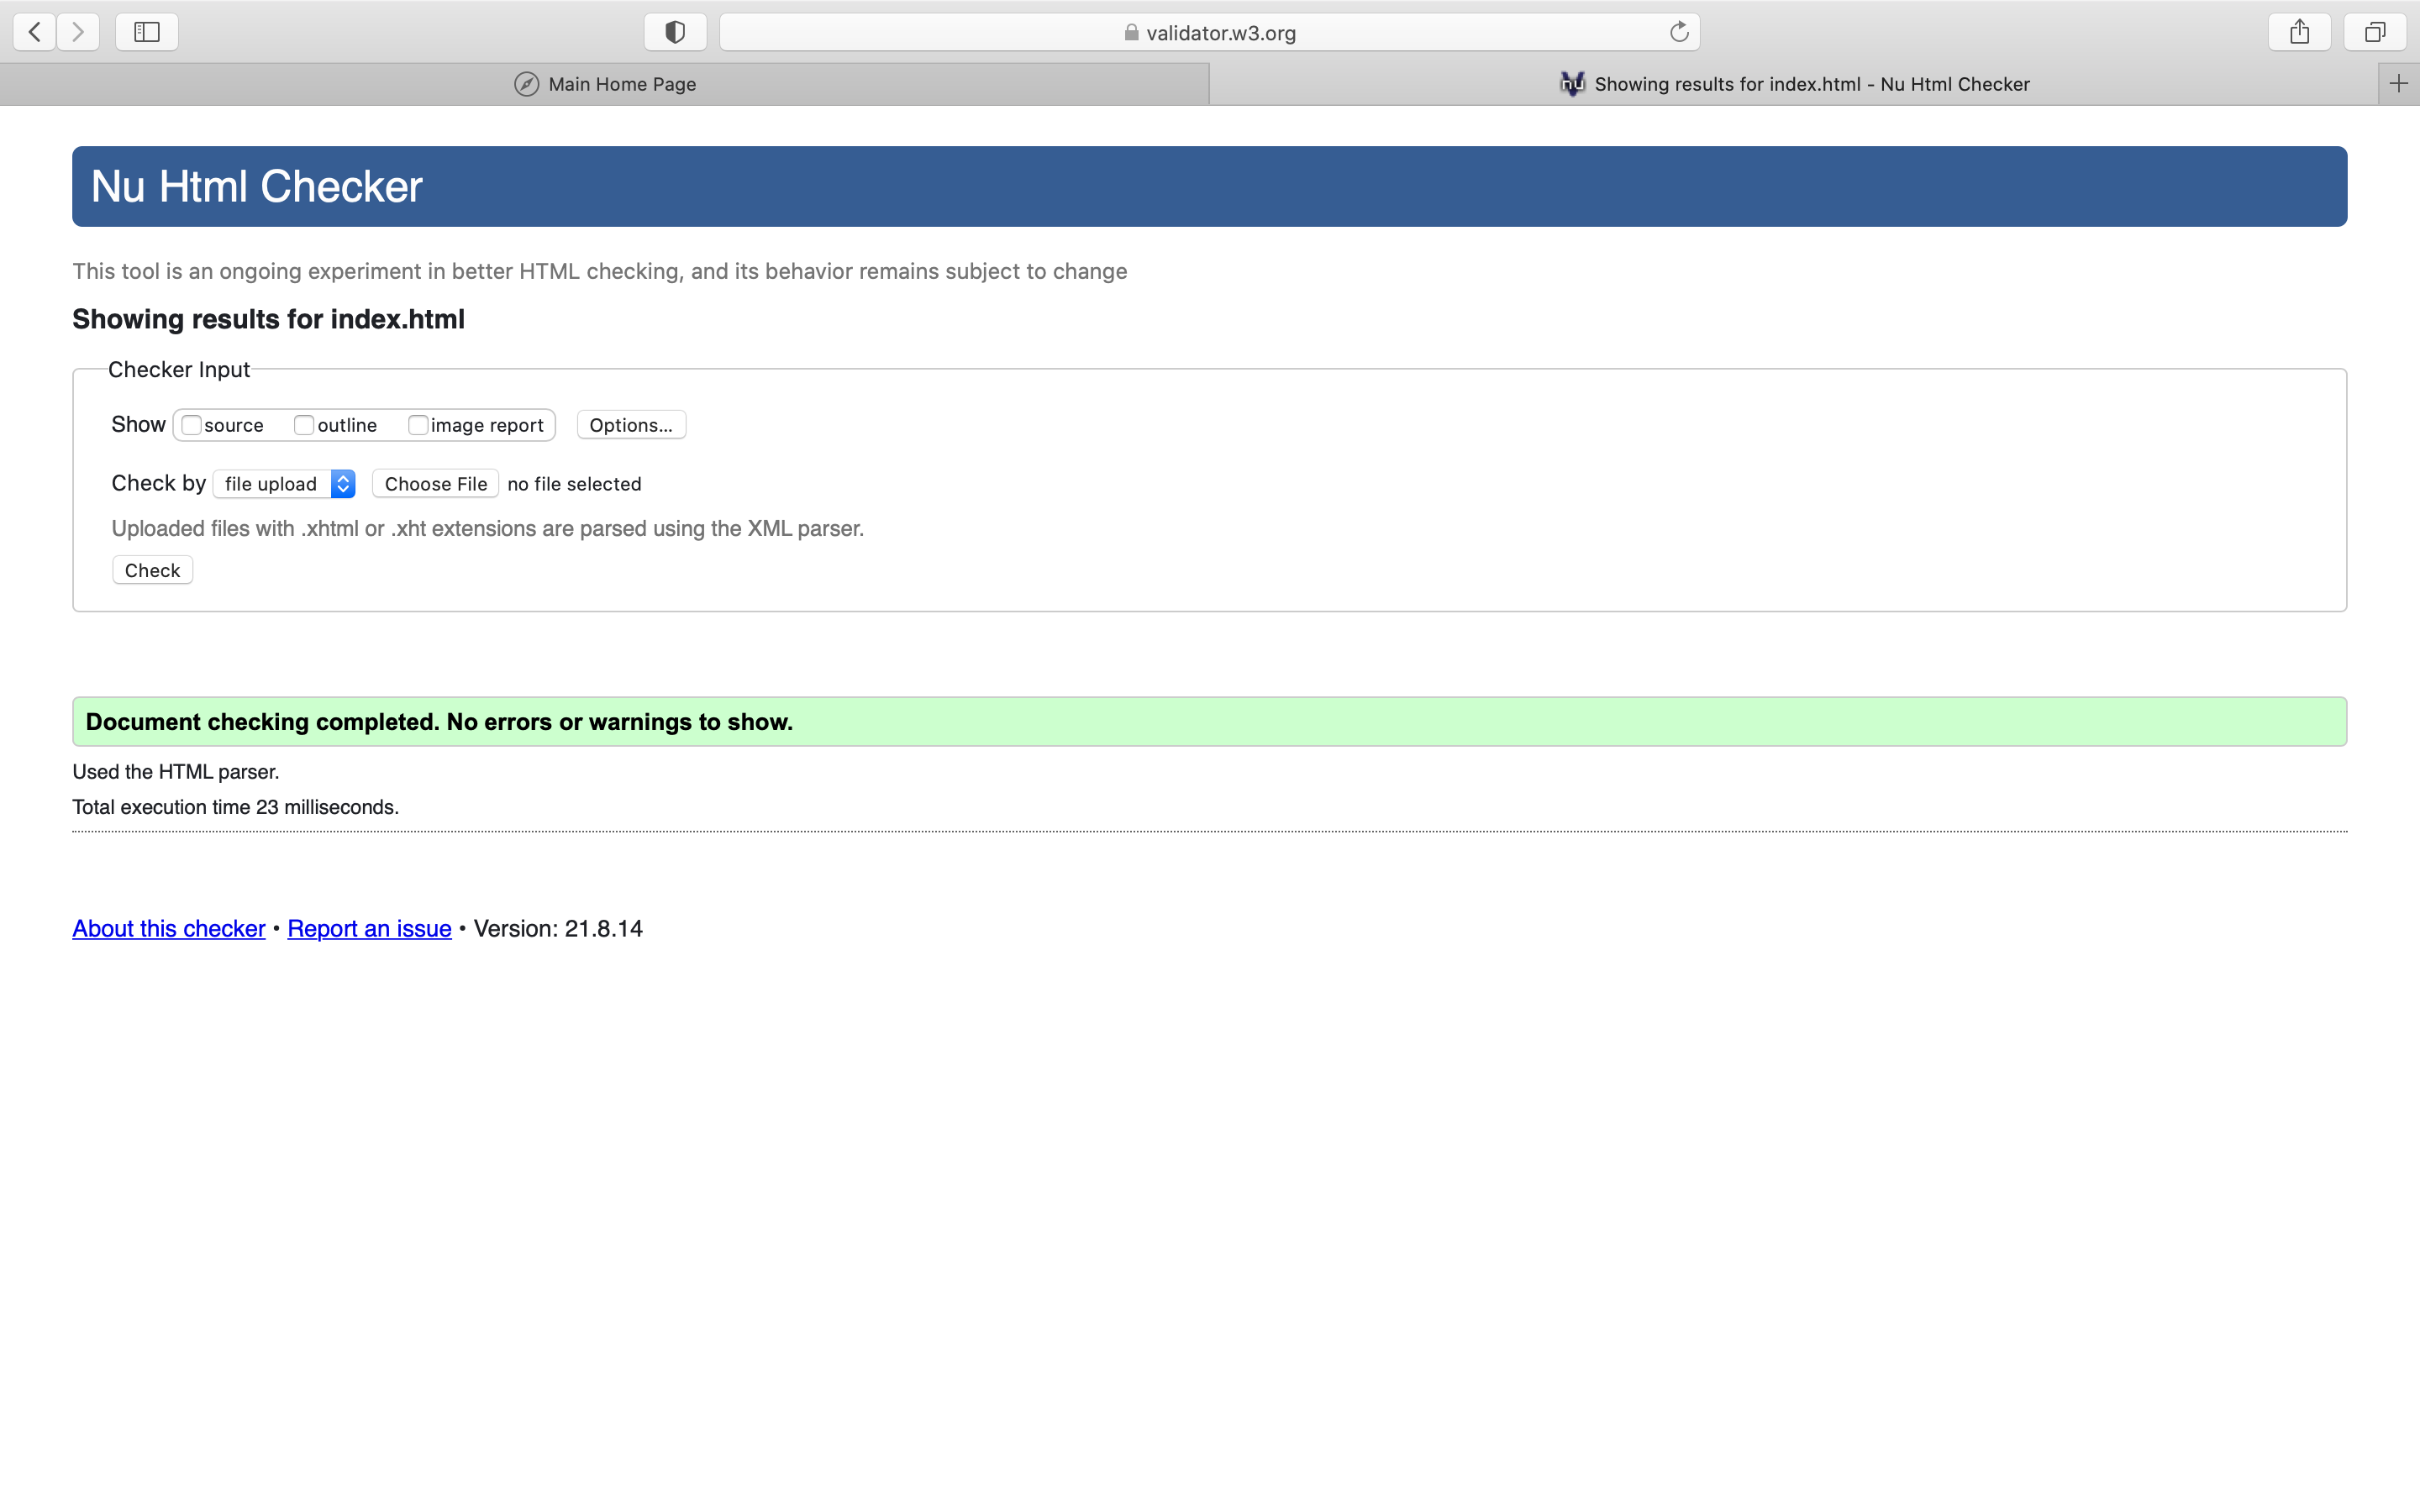 validator.w3.org
Main Home Page
nu Showing results for index.html - Nu Html Checker
Nu Html Checker
This tool is an ongoing experiment in better HTML checking, and its behavior remains subject to change
Showing results for index.html
Checker Input
Show source outline image report Options...
Check by file upload Choose File no file selected
Uploaded files with .xhtml or .xht extensions are parsed using the XML parser.
Check
Document checking completed. No errors or warnings to show.
Used the HTML parser.
Total execution time 23 milliseconds.
About this checker • Report an issue • Version: 21.8.14